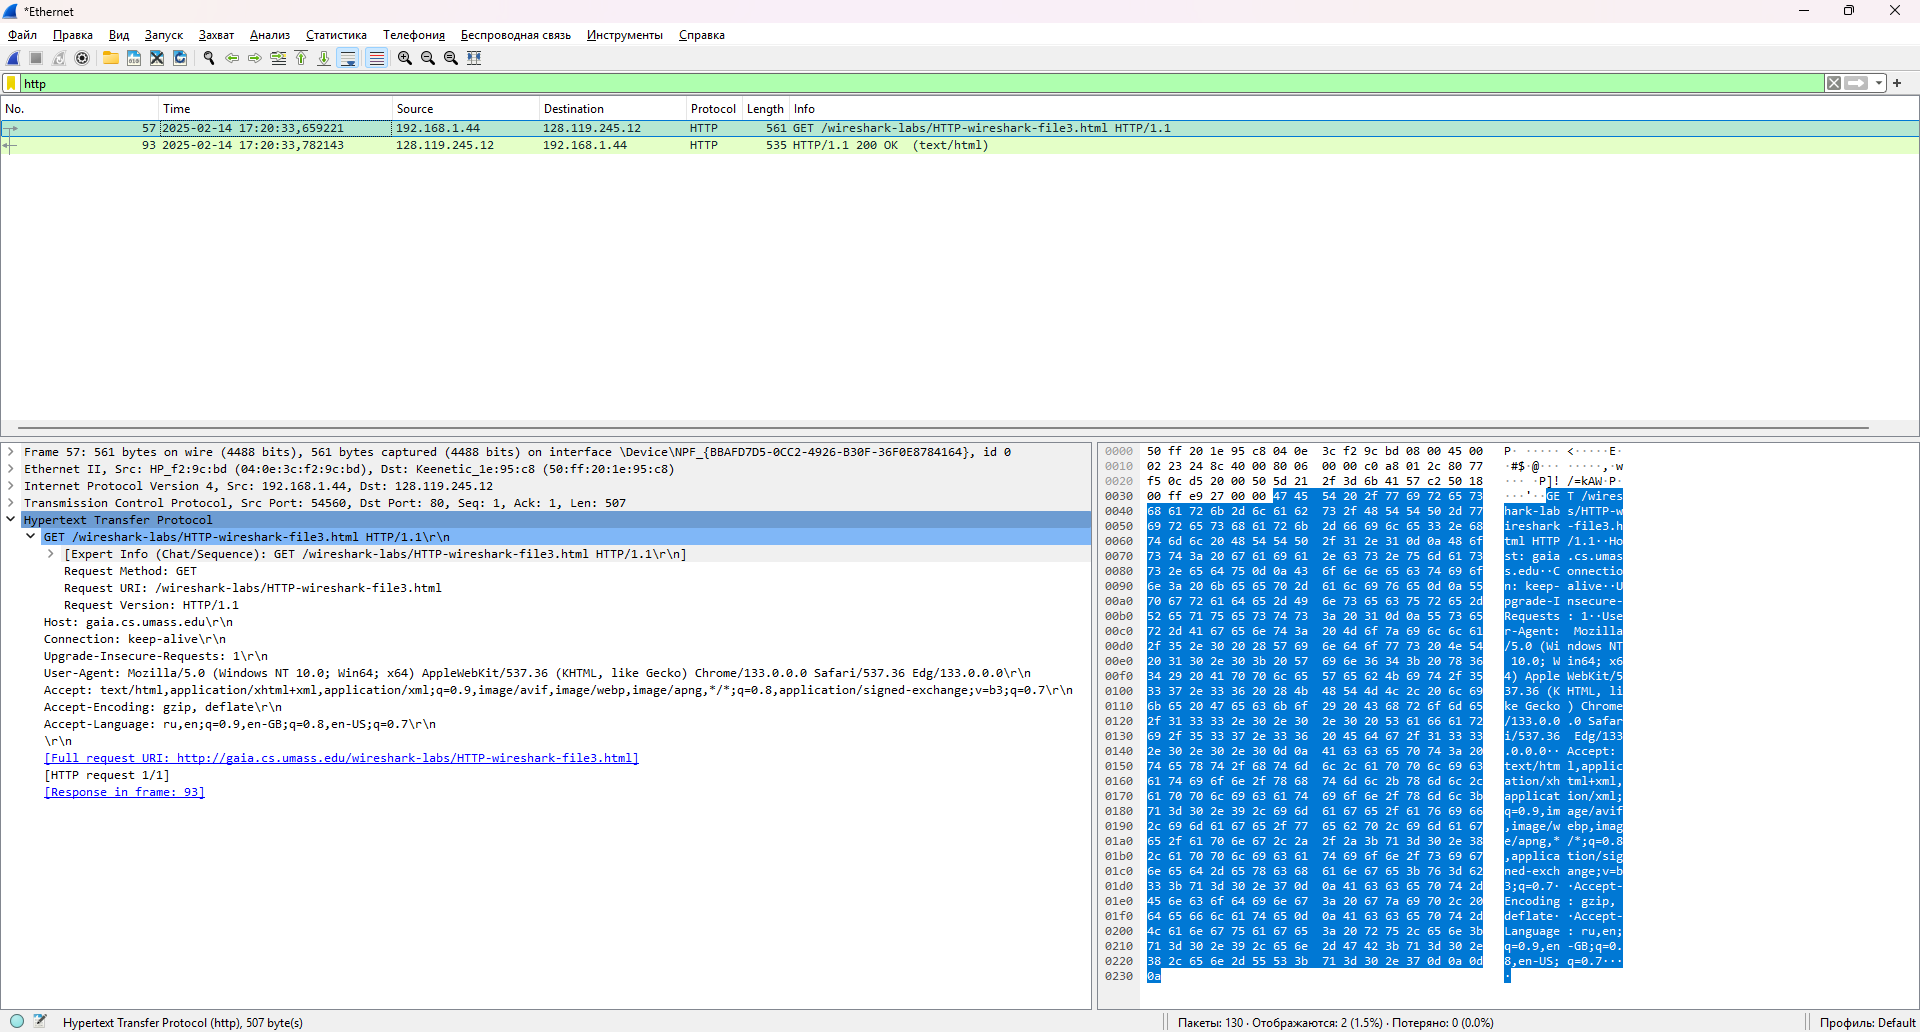 *Ethernet
Файл Правка Вид Запуск Захват Анализ Статистика Телефония Беспроводная связь Инструменты Справка
http
No. Time Source Destination Protocol Length Info
57 2025-02-14 17:20:33,659221 192.168.1.44 128.119.245.12 HTTP 561 GET /wireshark-labs/HTTP-wireshark-file3.html HTTP/1.1
93 2025-02-14 17:20:33,782143 128.119.245.12 192.168.1.44 HTTP 535 HTTP/1.1 200 OK  (text/html)
Frame 57: 561 bytes on wire (4488 bits), 561 bytes captured (4488 bits) on interface \Device\NPF_{BBAFD7D5-0CC2-4926-B30F-36F0E8784164}, id 0
Ethernet II, Src: HP_f2:9c:bd (04:0e:3c:f2:9c:bd), Dst: Keenetic_1e:95:c8 (50:ff:20:1e:95:c8)
Internet Protocol Version 4, Src: 192.168.1.44, Dst: 128.119.245.12
Transmission Control Protocol, Src Port: 54560, Dst Port: 80, Seq: 1, Ack: 1, Len: 507
Hypertext Transfer Protocol
GET /wireshark-labs/HTTP-wireshark-file3.html HTTP/1.1\r\n
[Expert Info (Chat/Sequence): GET /wireshark-labs/HTTP-wireshark-file3.html HTTP/1.1\r\n]
Request Method: GET
Request URI: /wireshark-labs/HTTP-wireshark-file3.html
Request Version: HTTP/1.1
Host: gaia.cs.umass.edu\r\n
Connection: keep-alive\r\n
Upgrade-Insecure-Requests: 1\r\n
User-Agent: Mozilla/5.0 (Windows NT 10.0; Win64; x64) AppleWebKit/537.36 (KHTML, like Gecko) Chrome/133.0.0.0 Safari/537.36 Edg/133.0.0.0\r\n
Accept: text/html,application/xhtml+xml,application/xml;q=0.9,image/avif,image/webp,image/apng,*/*;q=0.8,application/signed-exchange;v=b3;q=0.7\r\n
Accept-Encoding: gzip, deflate\r\n
Accept-Language: ru,en;q=0.9,en-GB;q=0.8,en-US;q=0.7\r\n
\r\n
[Full request URI: http://gaia.cs.umass.edu/wireshark-labs/HTTP-wireshark-file3.html]
[HTTP request 1/1]
[Response in frame: 93]
0000 50 ff 20 1e 95 c8 04 0e 3c f2 9c bd 08 00 45 00 P· ····· <·····E·
0010 02 23 24 8c 40 00 80 06 00 00 c0 a8 01 2c 80 77 ·#$·@··· ·····,·w
0020 f5 0c d5 20 00 50 5d 21 2f 3d 6b 41 57 c2 50 18 ··· ·P]! /=kAW·P·
0030 00 ff e9 27 00 00 47 45 54 20 2f 77 69 72 65 73 ···'··GE T /wires
0040 68 61 72 6b 2d 6c 61 62 73 2f 48 54 54 50 2d 77 hark-lab s/HTTP-w
0050 69 72 65 73 68 61 72 6b 2d 66 69 6c 65 33 2e 68 ireshark -file3.h
0060 74 6d 6c 20 48 54 54 50 2f 31 2e 31 0d 0a 48 6f tml HTTP /1.1··Ho
0070 73 74 3a 20 67 61 69 61 2e 63 73 2e 75 6d 61 73 st: gaia .cs.umas
0080 73 2e 65 64 75 0d 0a 43 6f 6e 6e 65 63 74 69 6f s.edu··C onnectio
0090 6e 3a 20 6b 65 65 70 2d 61 6c 69 76 65 0d 0a 55 n: keep- alive··U
00a0 70 67 72 61 64 65 2d 49 6e 73 65 63 75 72 65 2d pgrade-I nsecure-
00b0 52 65 71 75 65 73 74 73 3a 20 31 0d 0a 55 73 65 Requests : 1··Use
00c0 72 2d 41 67 65 6e 74 3a 20 4d 6f 7a 69 6c 6c 61 r-Agent:  Mozilla
00d0 2f 35 2e 30 20 28 57 69 6e 64 6f 77 73 20 4e 54 /5.0 (Wi ndows NT
00e0 20 31 30 2e 30 3b 20 57 69 6e 36 34 3b 20 78 36  10.0; W in64; x6
00f0 34 29 20 41 70 70 6c 65 57 65 62 4b 69 74 2f 35 4) Apple WebKit/5
0100 33 37 2e 33 36 20 28 4b 48 54 4d 4c 2c 20 6c 69 37.36 (K HTML, li
0110 6b 65 20 47 65 63 6b 6f 29 20 43 68 72 6f 6d 65 ke Gecko ) Chrome
0120 2f 31 33 33 2e 30 2e 30 2e 30 20 53 61 66 61 72 /133.0.0 .0 Safar
0130 69 2f 35 33 37 2e 33 36 20 45 64 67 2f 31 33 33 i/537.36  Edg/133
0140 2e 30 2e 30 2e 30 0d 0a 41 63 63 65 70 74 3a 20 .0.0.0·· Accept: 
0150 74 65 78 74 2f 68 74 6d 6c 2c 61 70 70 6c 69 63 text/htm l,applic
0160 61 74 69 6f 6e 2f 78 68 74 6d 6c 2b 78 6d 6c 2c ation/xh tml+xml,
0170 61 70 70 6c 69 63 61 74 69 6f 6e 2f 78 6d 6c 3b applicat ion/xml;
0180 71 3d 30 2e 39 2c 69 6d 61 67 65 2f 61 76 69 66 q=0.9,im age/avif
0190 2c 69 6d 61 67 65 2f 77 65 62 70 2c 69 6d 61 67 ,image/w ebp,imag
01a0 65 2f 61 70 6e 67 2c 2a 2f 2a 3b 71 3d 30 2e 38 e/apng,* /*;q=0.8
01b0 2c 61 70 70 6c 69 63 61 74 69 6f 6e 2f 73 69 67 ,applica tion/sig
01c0 6e 65 64 2d 65 78 63 68 61 6e 67 65 3b 76 3d 62 ned-exch ange;v=b
01d0 33 3b 71 3d 30 2e 37 0d 0a 41 63 63 65 70 74 2d 3;q=0.7· ·Accept-
01e0 45 6e 63 6f 64 69 6e 67 3a 20 67 7a 69 70 2c 20 Encoding : gzip, 
01f0 64 65 66 6c 61 74 65 0d 0a 41 63 63 65 70 74 2d deflate· ·Accept-
0200 4c 61 6e 67 75 61 67 65 3a 20 72 75 2c 65 6e 3b Language : ru,en;
0210 71 3d 30 2e 39 2c 65 6e 2d 47 42 3b 71 3d 30 2e q=0.9,en -GB;q=0.
0220 38 2c 65 6e 2d 55 53 3b 71 3d 30 2e 37 0d 0a 0d 8,en-US; q=0.7···
0230 0a ·
Hypertext Transfer Protocol (http), 507 byte(s)
Пакеты: 130 · Отображаются: 2 (1.5%) · Потеряно: 0 (0.0%)
Профиль: Default